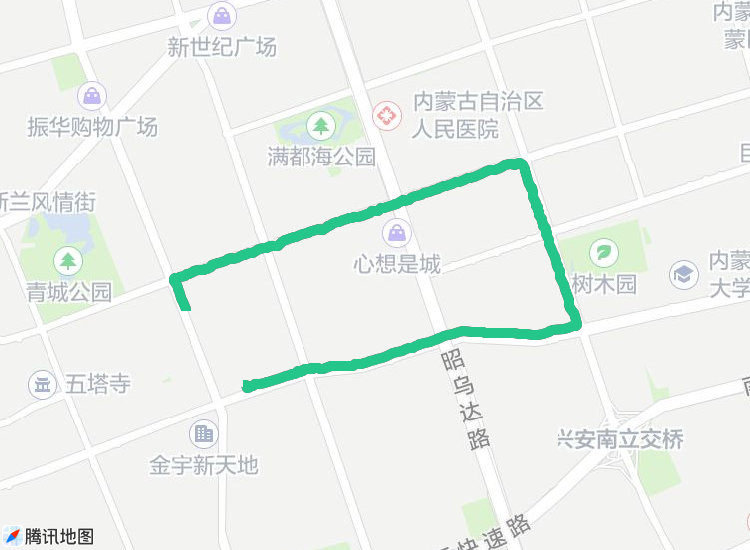 内蒙
蒙
新世纪广场
内蒙古自治区
人民医院
振华购物广场
满都海公园
兰风情街
心想是城
内蒙
大学
树木园
青城公园
昭乌达路
五塔寺
兴安南立交桥
金宇新天地
快速路
腾讯地图